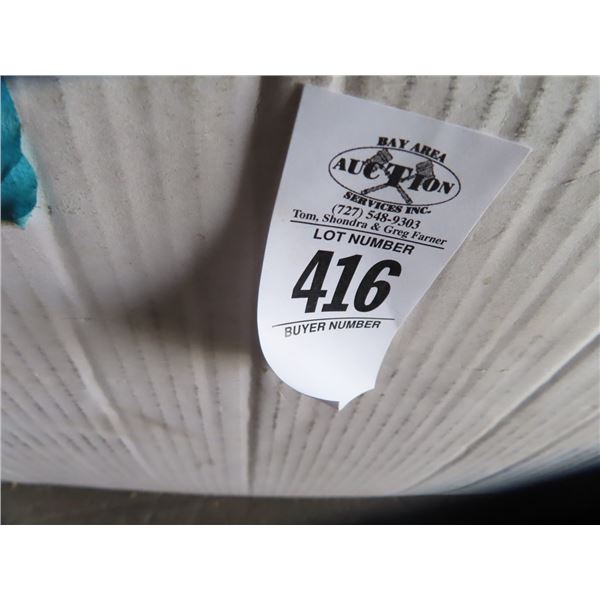 BAY AREA
AUCTION
SERVICES INC.
(727) 548-9303
Tom, Shondra & Greg Farner
LOT NUMBER
416
BUYER NUMBER